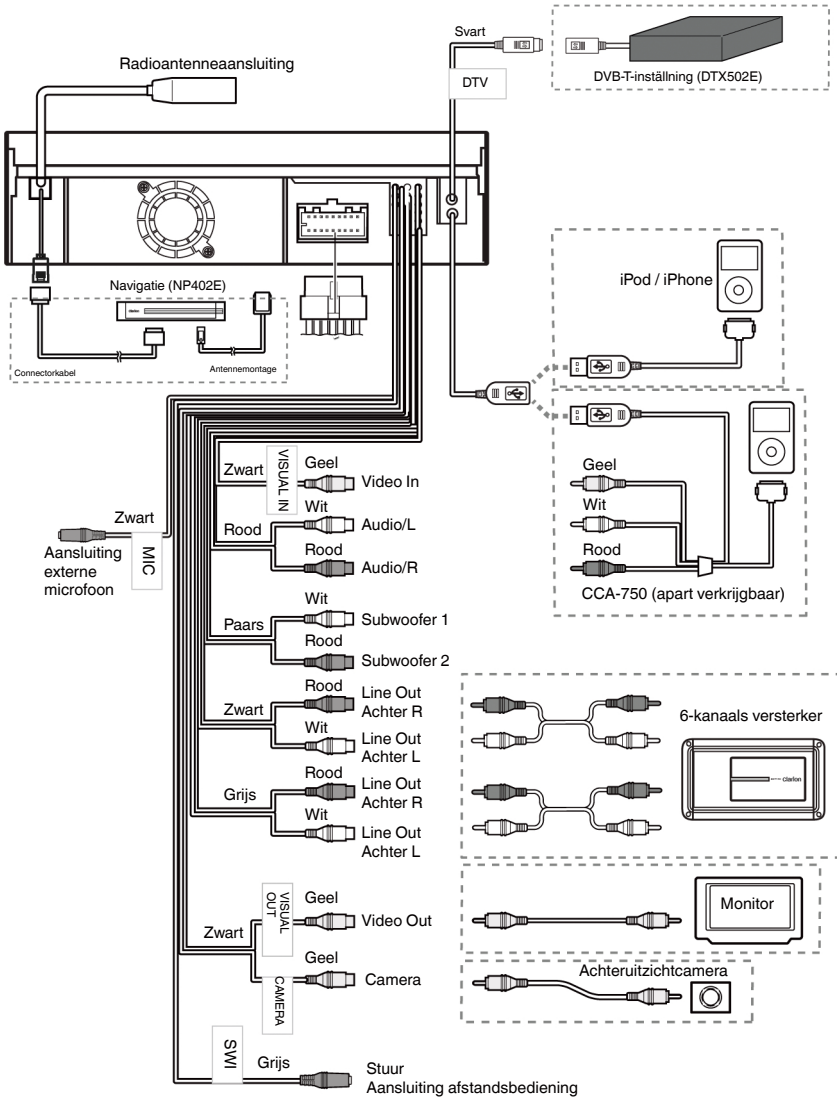 Svart
Radioantenneaansluiting
DTV
DVB-T-inställning (DTX502E)
iPod / iPhone
Navigatie (NP402E)
clarion
Connectorkabel
Antennemontage
Zwart
VISUAL IN
Geel
Video In
Wit
Rood
Audio/L
Rood
Audio/R
Zwart
MIC
Aansluiting
externe
microfoon
Geel
Wit
Rood
CCA-750 (apart verkrijgbaar)
Paars
Wit
Subwoofer 1
Rood
Subwoofer 2
Zwart
Rood
Line Out
Achter R
Wit
Line Out
Achter L
Grijs
Rood
Line Out
Achter R
Wit
Line Out
Achter L
6-kanaals versterker
clarion
Zwart
VISUAL
OUT
Geel
Video Out
Monitor
CAMERA
Geel
Camera
Achteruitzichtcamera
SWI
Grijs
Stuur
Aansluiting afstandsbediening